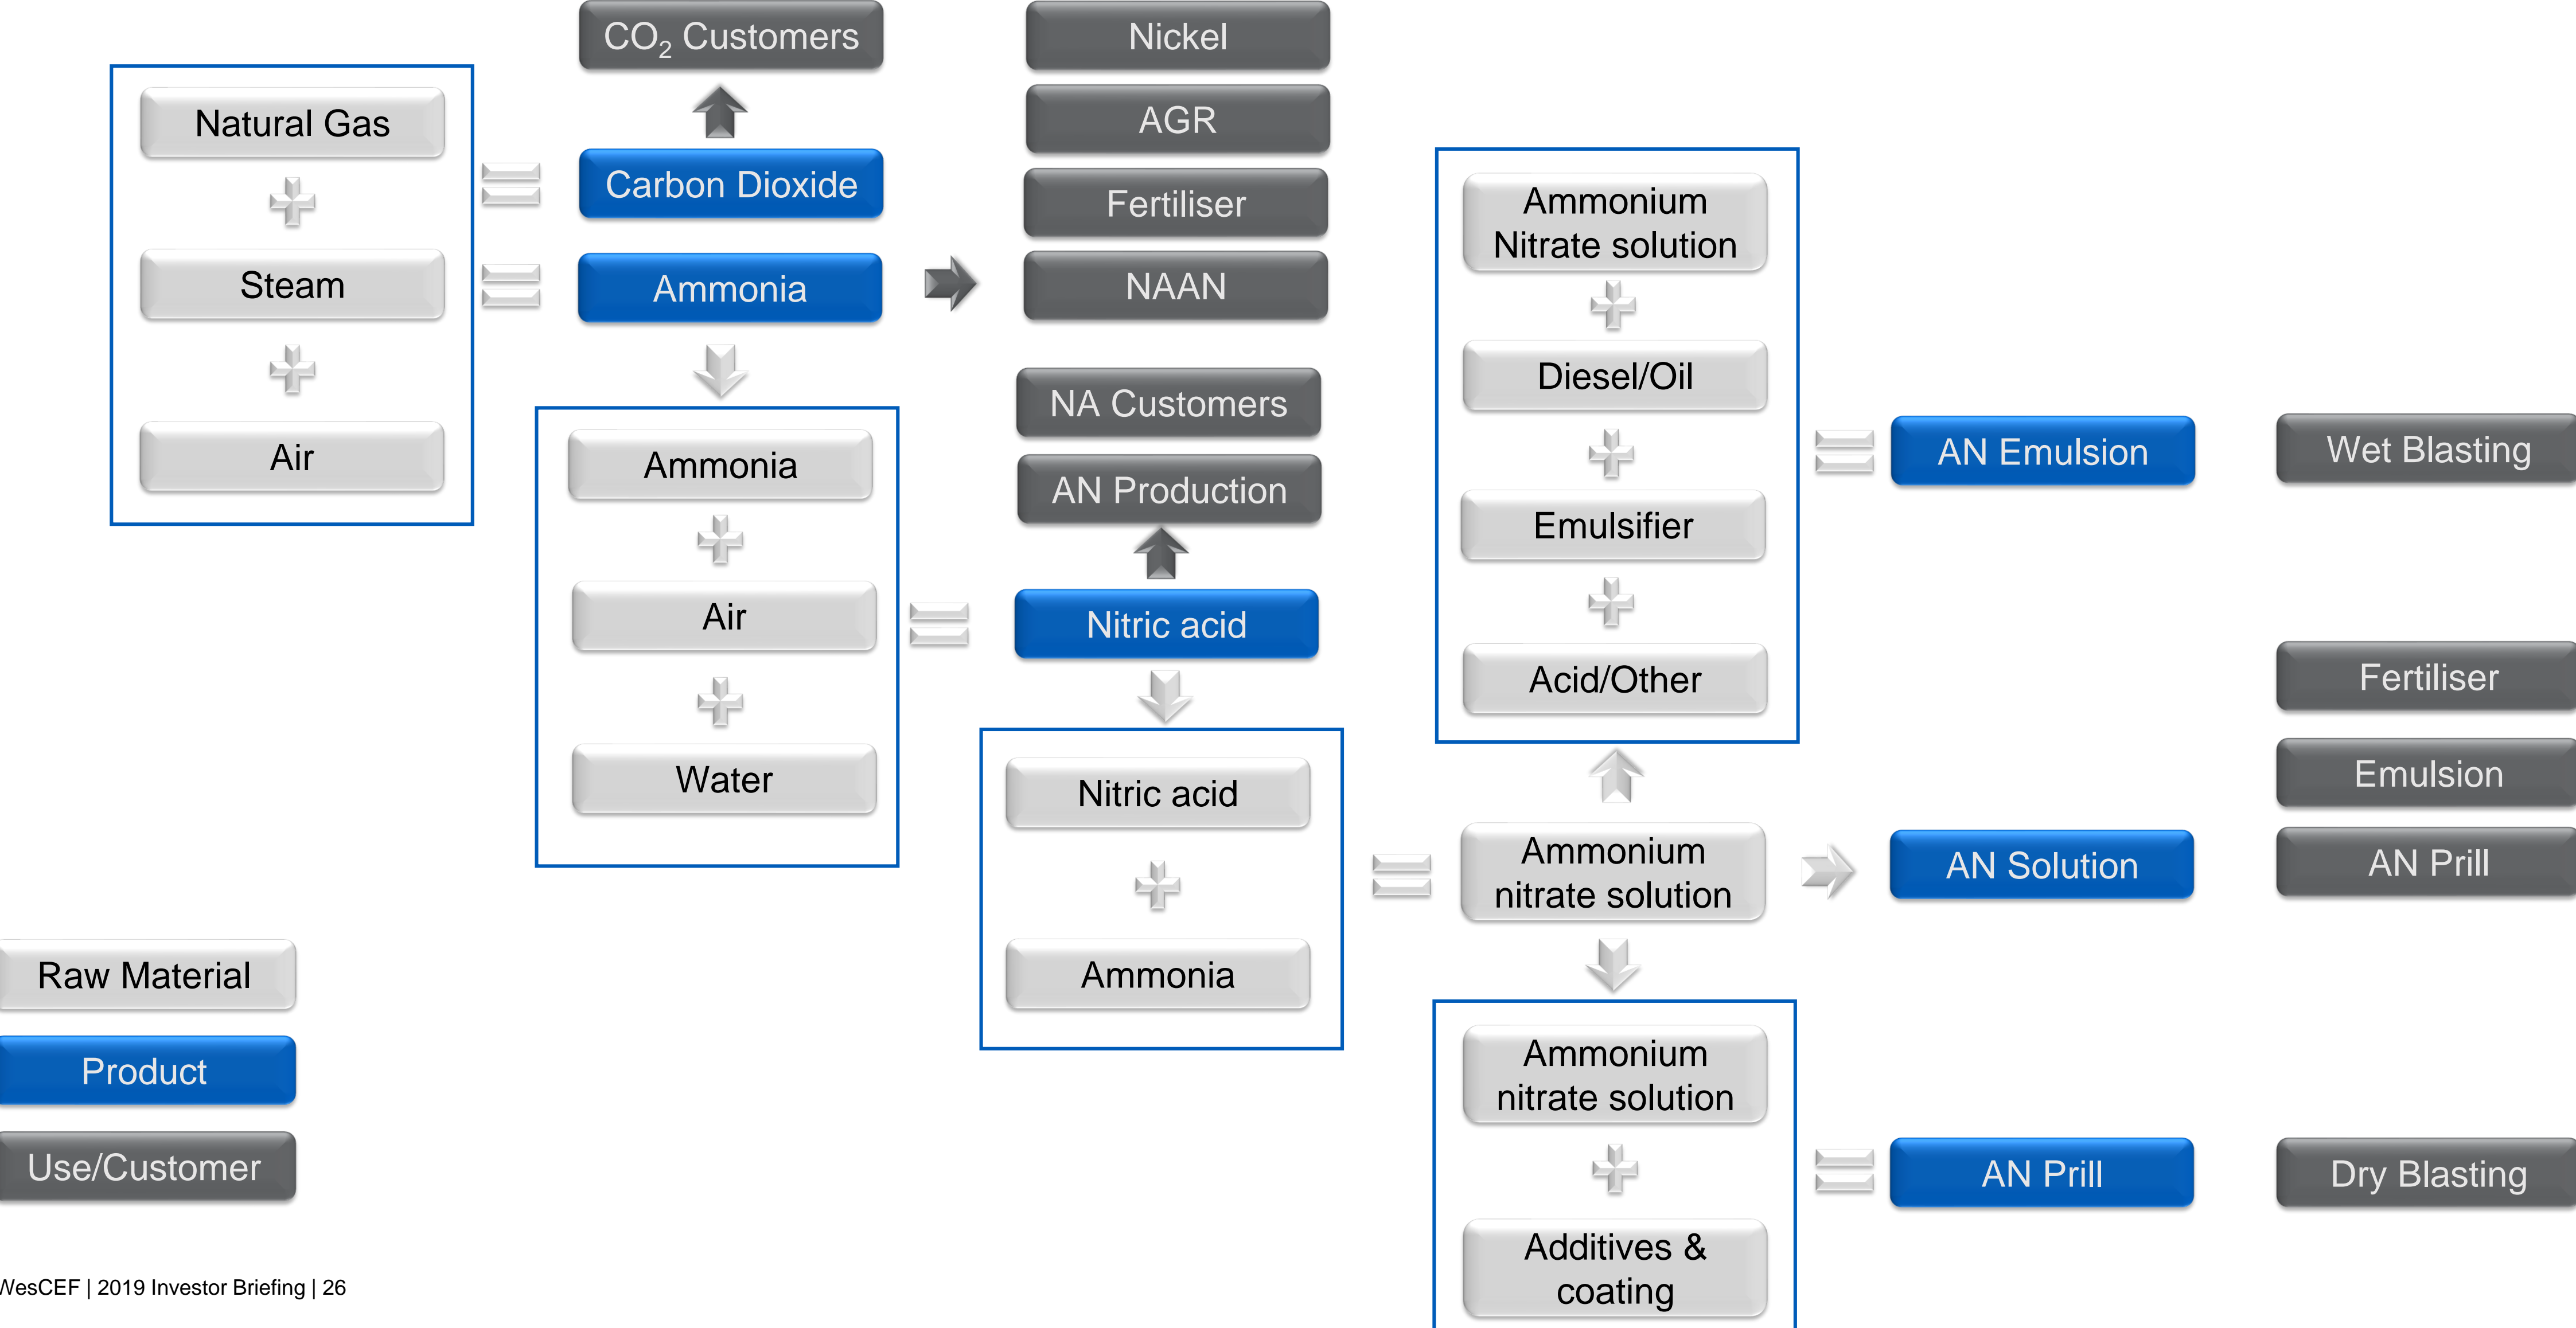 CO₂ Customers
Natural Gas
Steam
Air
Carbon Dioxide
Ammonia
Nickel
AGR
Fertiliser
NAAN
Ammonia
Air
Water
NA Customers
AN Production
Nitric acid
Nitric acid
Ammonia
Ammonium
Nitrate solution
Diesel/Oil
Emulsifier
Acid/Other
AN Emulsion
Wet Blasting
Ammonium
nitrate solution
AN Solution
Fertiliser
Emulsion
AN Prill
Ammonium
nitrate solution
Additives &
coating
AN Prill
Dry Blasting
Raw Material
Product
Use/Customer
WesCEF | 2019 Investor Briefing | 26